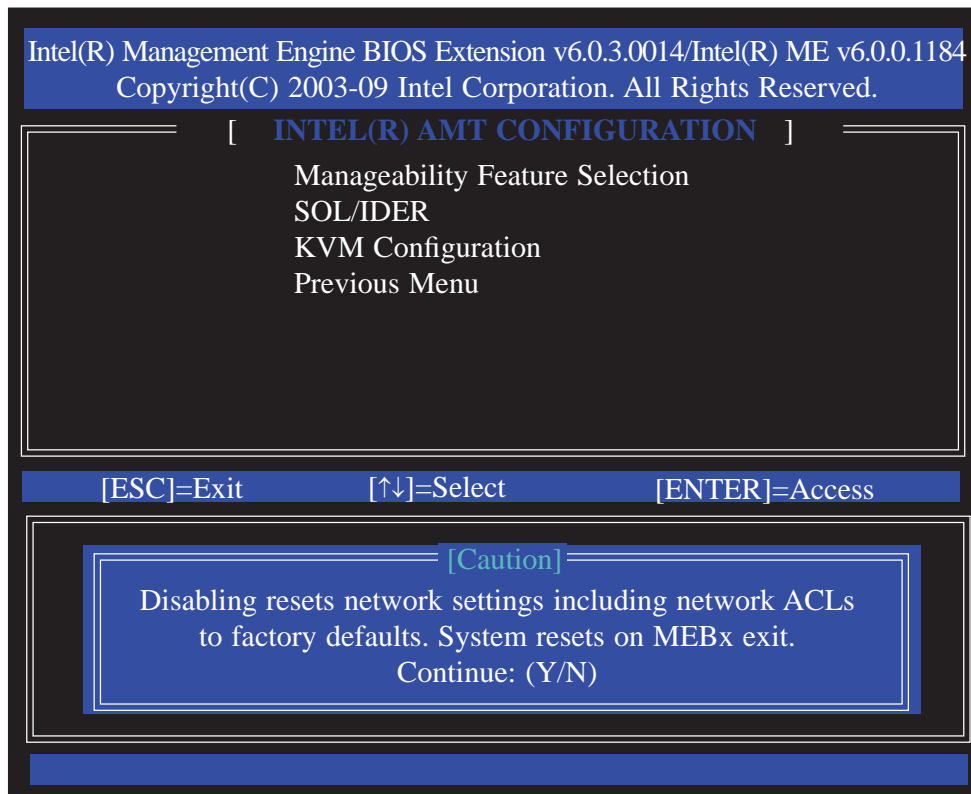 Intel(R) Management Engine BIOS Extension v6.0.3.0014/Intel(R) ME v6.0.0.1184
Copyright(C) 2003-09 Intel Corporation. All Rights Reserved.
[ INTEL(R) AMT CONFIGURATION ]
Manageability Feature Selection
SOL/IDER
KVM Configuration
Previous Menu
[ESC]=Exit [↑↓]=Select [ENTER]=Access
[Caution]
Disabling resets network settings including network ACLs
to factory defaults. System resets on MEBx exit.
Continue: (Y/N)